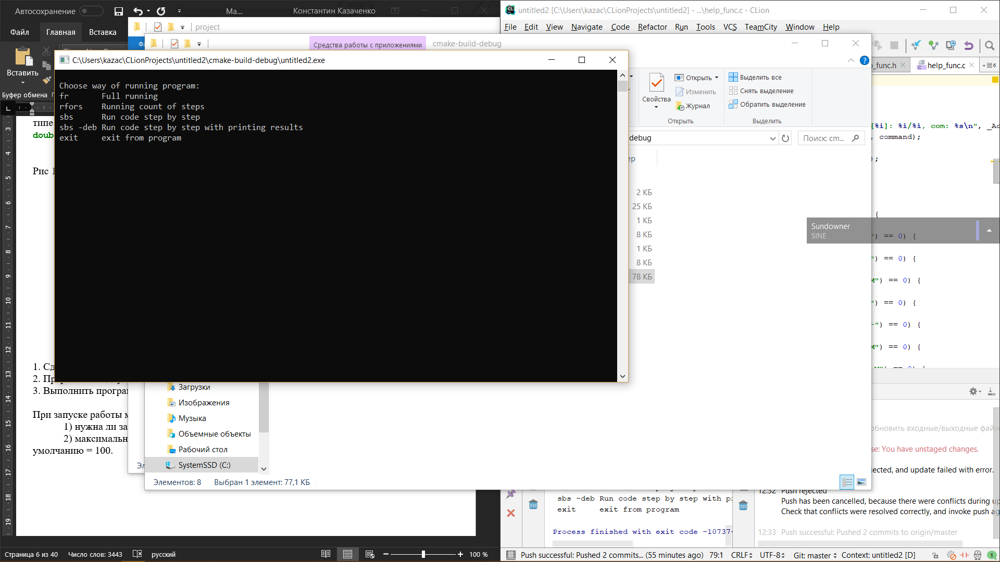 Автосохранение
Ма...
Константин Казаченко
Файл
Главная
Вставка
Вставить
Буфер обмена
project
Средства работы с приложениями
cmake-build-debug
C:\Users\kazac\CLionProjects\untitled2\cmake-build-debug\untitled2.exe
Choose way of running program:
fr Full running
rfors Running count of steps
sbs Run code step by step
sbs -deb Run code step by step with printing results
exit exit from program
untitled2 [C:\Users\kazac\CLionProjects\untitled2] - ...\help_func.c - CLion
File Edit View Navigate Code Refactor Run Tools VCS TeamCity Window Help
_func.h
help_func.c
6
Свойства
Открыть
Изменить
Журнал
Открыть
Выделить все
Снять выделение
Обратить выделение
Выделить
debug
Поиск: cm...
2 КБ
25 КБ
1 КБ
8 КБ
1 КБ
8 КБ
78 КБ
[%i]: %i/%i, com: %s\n", _Ac
, command);
);
{
Sundowner
SINE
") == 0) {
") == 0) {
M") == 0) {
") == 0) {
-") == 0) {
M") == 0) {
типе
doub
Рис 1
1. Сд
2. Пр
3. Выполнить програм
При запуске работы м
1) нужна ли за
2) максимальн
умолчанию = 100.
Загрузки
Изображения
Музыка
Объемные объекты
Рабочий стол
SystemSSD (C:)
Эл
Элементов: 8
Выбран 1 элемент: 77,1 КБ
обновить входные/выходные файлы
se: You have unstaged changes.
jected, and update failed with error.
12:32 Push rejected
Push has been cancelled, because there were conflicts during up
Check that conflicts were resolved correctly, and invoke push ag
12:33 Push successful: Pushed 2 commits to origin/master
sbs -deb Run code step by step with p
exit exit from program
Process finished with exit code -107374
Страница 6 из 40
Число слов: 3443
русский
100 %
Push successful: Pushed 2 commits... (55 minutes ago)
79:1
CRLF
UTF-8
Git: master
Context: untitled2 [D]
1